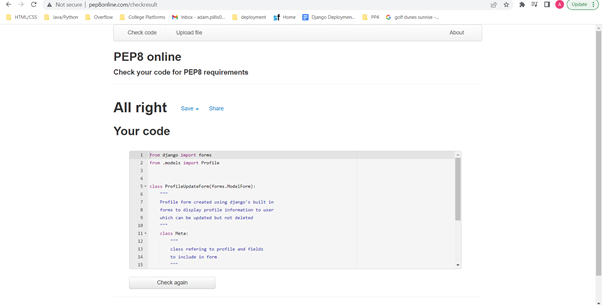 Not secure | pep8online.com/checkresult
Update
HTML/CSS Java/Python Overflow College Platforms Inbox - adam.pillo0... deployment Home Django Deploymen... PP4 golf dunes sunrise -...
Check code Upload file About
PEP8 online
Check your code for PEP8 requirements
All right Save Share
Your code
1 from django import forms
2 from .models import Profile
3
4
5 class ProfileUpdateForm(forms.ModelForm):
6 """
7 Profile form created using django's built in
8 forms to display profile information to user
9 which can be updated but not deleted
10 """
11 class Meta:
12 """
13 class refering to profile and fields
14 to include in form
15 """
Check again